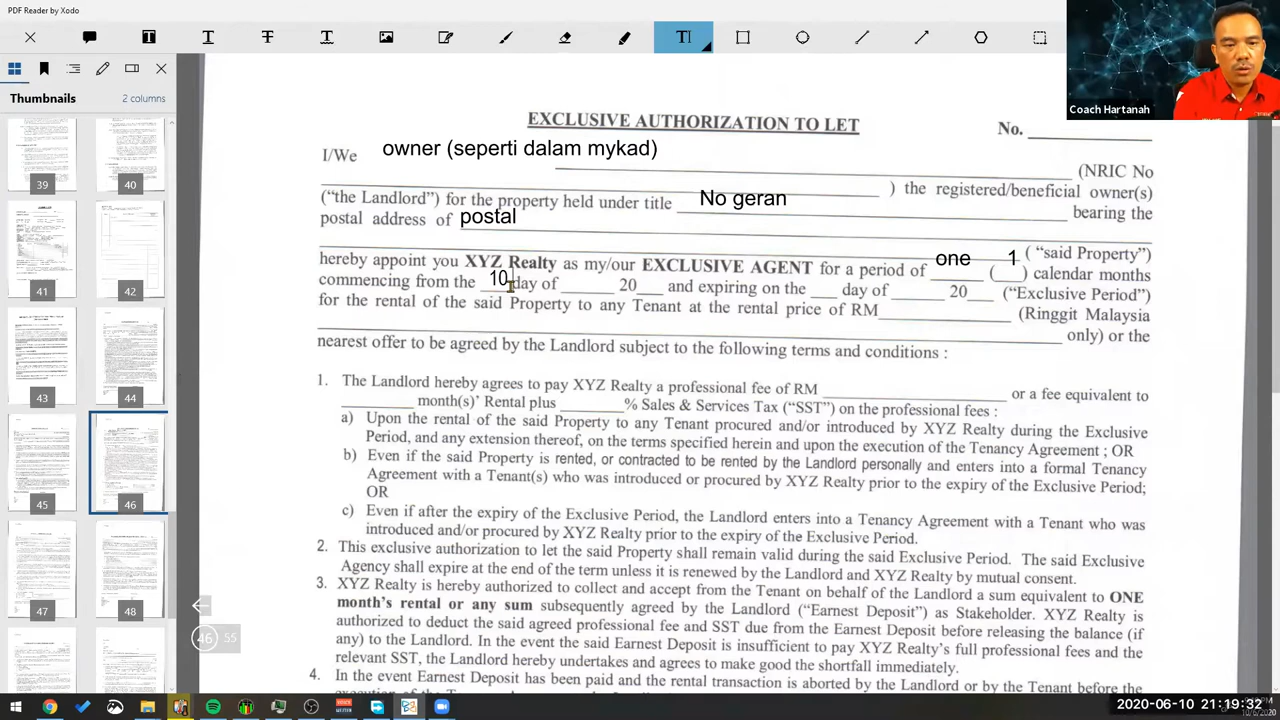 PDF Reader by Xodo
Thumbnails
2 columns
39
40
41
42
43
44
45
46
47
48
46 55
Coach Hartanah
EXCLUSIVE AUTHORIZATION TO LET
No. ____
I/We owner (seperti dalam mykad)
(NRIC No
) the registered/beneficial owner(s)
("the Landlord") for the property held under title No geran bearing the
postal address of postal
( "said Property")
hereby appoint you XYZ Realty as my/our EXCLUSIVE AGENT for a period of one (1) calendar months
commencing from the 10 day of ____ 20__ and expiring on the ___ day of ____ 20___ ("Exclusive Period")
for the rental of the said Property to any Tenant at the rental price of RM____ (Ringgit Malaysia
only) or the
nearest offer to be agreed by the Landlord subject to the following terms and conditions :
1. The Landlord hereby agrees to pay XYZ Realty a professional fee of RM ____ or a fee equivalent to
____ month(s)' Rental plus ____% Sales & Services Tax ("SST") on the professional fees :
a) Upon the rental of the said Property to any Tenant procured and/or introduced by XYZ Realty during the Exclusive
Period, and any extension thereof, on the terms specified herein and upon the execution of the Tenancy Agreement ; OR
b) Even if the said Property is rented, or contracted to be rented by the Landlord personally and enters into a formal Tenancy
Agreement with a Tenant(s) who was introduced or procured by XYZ Realty prior to the expiry of the Exclusive Period;
OR
c) Even if after the expiry of the Exclusive Period, the Landlord enters into a Tenancy Agreement with a Tenant who was
introduced and/or procured by XYZ Realty prior to the expiry of the Exclusive Period.
2. This exclusive authorization to let the said Property shall remain valid during the said Exclusive Period. The said Exclusive
Agency shall expire at the end of the term unless it is renewed by the Landlord and XYZ Realty by mutual consent.
3. XYZ Realty is hereby authorized to collect and accept from the Tenant on behalf of the Landlord a sum equivalent to ONE
month's rental or any sum subsequently agreed by the Landlord ("Earnest Deposit") as Stakeholder. XYZ Realty is
authorized to deduct the said agreed professional fee and SST due from the Earnest Deposit before releasing the balance (if
any) to the Landlord. In the event the said Earnest Deposit is insufficient to pay XYZ Realty's full professional fees and the
relevant SST, the Landlord hereby undertakes and agrees to make good the shortfall immediately.
4. In the event Earnest Deposit has been paid and the rental transaction is aborted by the Landlord or by the Tenant before the
2020-06-10 21:19:32
10/6/2020